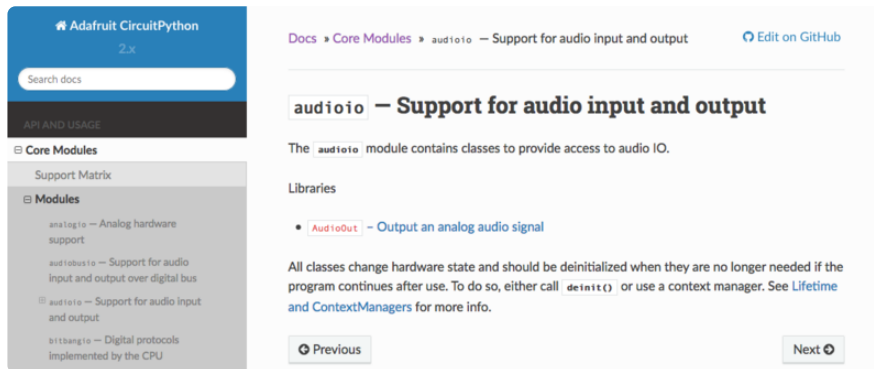 Adafruit CircuitPython
2.x
Search docs
API AND USAGE
Core Modules
Support Matrix
Modules
analogio — Analog hardware
support
audiobusio — Support for audio
input and output over digital bus
audioio — Support for audio input
and output
bitbangio — Digital protocols
implemented by the CPU
Docs » Core Modules » audioio — Support for audio input and output
Edit on GitHub
audioio — Support for audio input and output
The audioio module contains classes to provide access to audio IO.
Libraries
• AudioOut – Output an analog audio signal
All classes change hardware state and should be deinitialized when they are no longer needed if the
program continues after use. To do so, either call deinit() or use a context manager. See Lifetime
and ContextManagers for more info.
Previous
Next